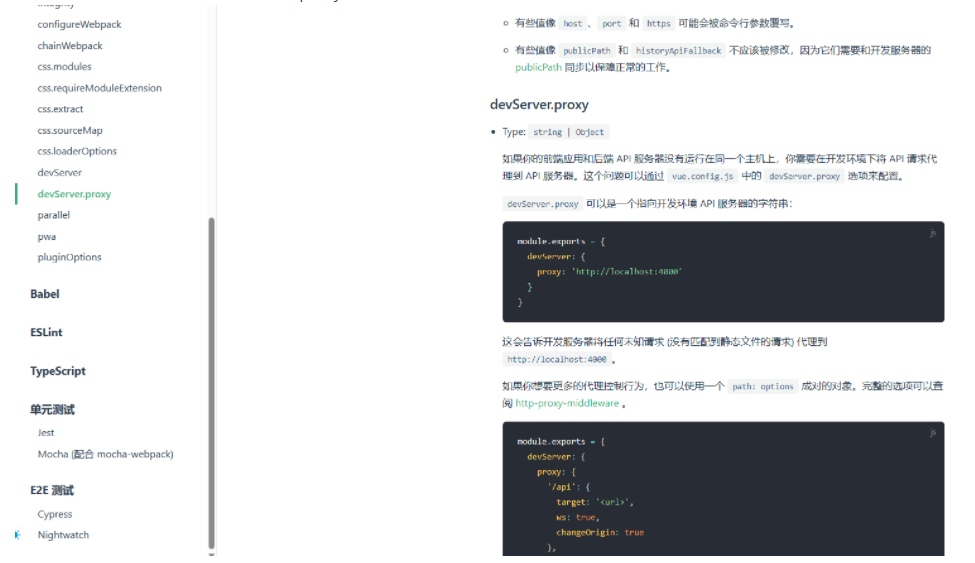 configureWebpack
chainWebpack
css.modules
css.requireModuleExtension
css.extract
css.sourceMap
css.loaderOptions
devServer
devServer.proxy
parallel
pwa
pluginOptions
Babel
ESLint
TypeScript
单元测试
Jest
Mocha (配合 mocha-webpack)
E2E 测试
Cypress
Nightwatch
有些值像 host 、 port 和 https 可能会被命令行参数覆写。
有些值像 publicPath 和 historyApiFallback 不应该被修改，因为它们需要和开发服务器的
publicPath 同步以保障正常的工作。
devServer.proxy
Type: string | Object
如果你的前端应用和后端 API 服务器没有运行在同一个主机上，你需要在开发环境下将 API 请求代
理到 API 服务器。这个问题可以通过 vue.config.js 中的 devServer.proxy 选项来配置。
devServer.proxy 可以是一个指向开发环境 API 服务器的字符串：
js
module.exports = {
devServer: {
proxy: 'http://localhost:4000'
}
}
这会告诉开发服务器将任何未知请求 (没有匹配到静态文件的请求) 代理到
http://localhost:4000 。
如果你想要更多的代理控制行为，也可以使用一个 path: options 成对的对象。完整的选项可以查
阅 http-proxy-middleware 。
js
module.exports = {
devServer: {
proxy: {
'/api': {
target: '<url>',
ws: true,
changeOrigin: true
},